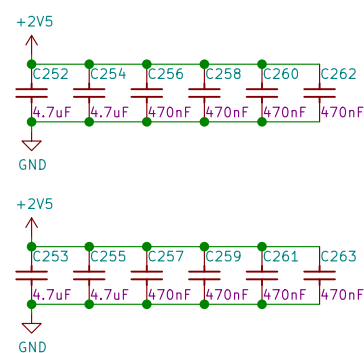 +2V5
C252 C254 C256 C258 C260 C262
4.7uF 4.7uF 470nF 470nF 470nF 470nF
GND
+2V5
C253 C255 C257 C259 C261 C263
4.7uF 4.7uF 470nF 470nF 470nF 470nF
GND